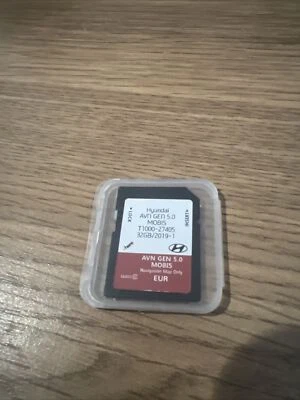 Hyundai
AVN GEN 5.0
MOBIS
T1000-27405
32GB/2019-1
LOCK
AVN GEN 5.0
MOBIS
Navigation Map Only
EUR